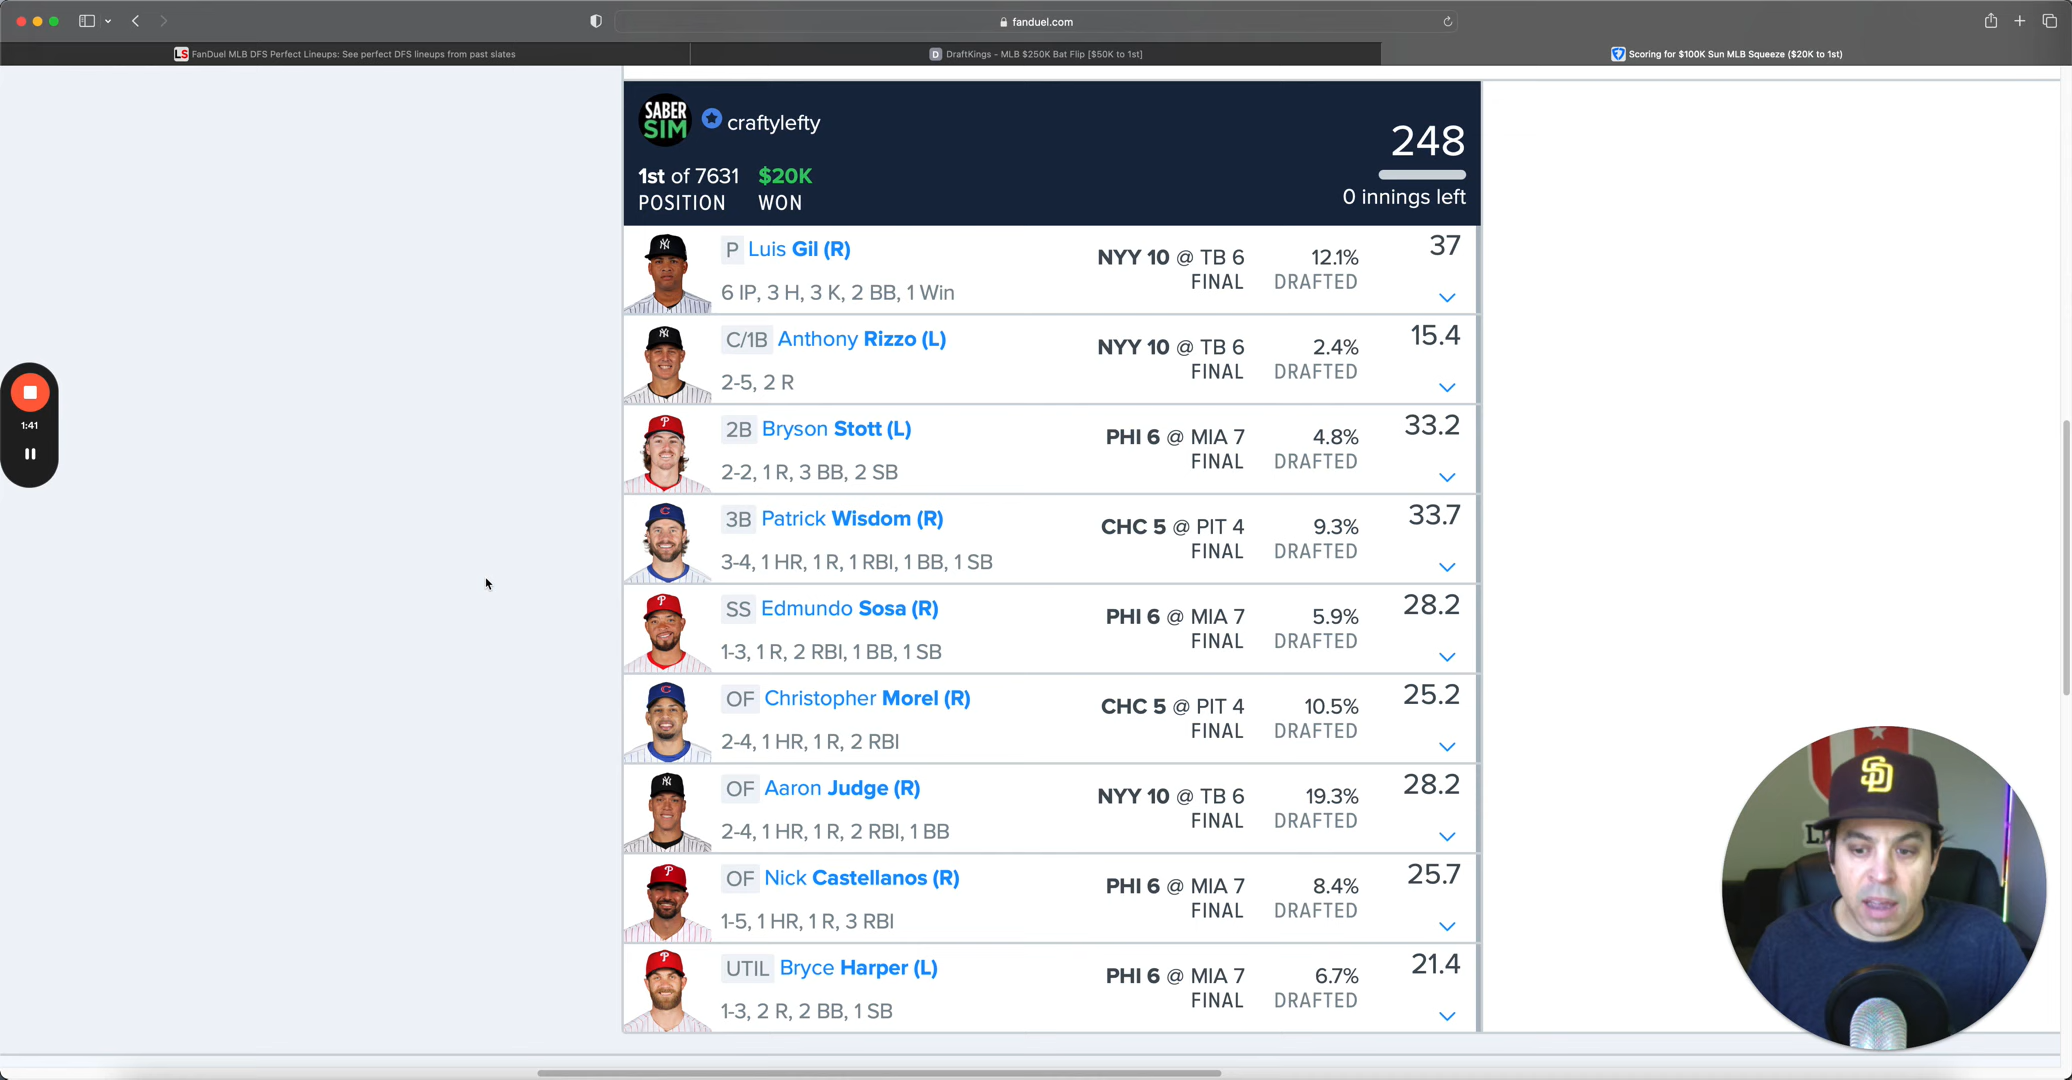 fanduel.com
FanDuel MLB DFS Perfect Lineups: See perfect DFS lineups from past slates
DraftKings - MLB $250K Bat Flip [$50K to 1st]
Scoring for $100K Sun MLB Squeeze ($20K to 1st)
SABER
SIM
craftylefty
248
1st of 7631 $20K
POSITION WON
0 innings left
P Luis Gil (R)
NYY 10 @ TB 6 12.1% 37
FINAL DRAFTED
6 IP, 3 H, 3 K, 2 BB, 1 Win
C/1B Anthony Rizzo (L)
NYY 10 @ TB 6 2.4% 15.4
FINAL DRAFTED
2-5, 2 R
2B Bryson Stott (L)
PHI 6 @ MIA 7 4.8% 33.2
FINAL DRAFTED
2-2, 1 R, 3 BB, 2 SB
3B Patrick Wisdom (R)
CHC 5 @ PIT 4 9.3% 33.7
FINAL DRAFTED
3-4, 1 HR, 1 R, 1 RBI, 1 BB, 1 SB
SS Edmundo Sosa (R)
PHI 6 @ MIA 7 5.9% 28.2
FINAL DRAFTED
1-3, 1 R, 2 RBI, 1 BB, 1 SB
OF Christopher Morel (R)
CHC 5 @ PIT 4 10.5% 25.2
FINAL DRAFTED
2-4, 1 HR, 1 R, 2 RBI
OF Aaron Judge (R)
NYY 10 @ TB 6 19.3% 28.2
FINAL DRAFTED
2-4, 1 HR, 1 R, 2 RBI, 1 BB
OF Nick Castellanos (R)
PHI 6 @ MIA 7 8.4% 25.7
FINAL DRAFTED
1-5, 1 HR, 1 R, 3 RBI
UTIL Bryce Harper (L)
PHI 6 @ MIA 7 6.7% 21.4
FINAL DRAFTED
1-3, 2 R, 2 BB, 1 SB
1:41
SD